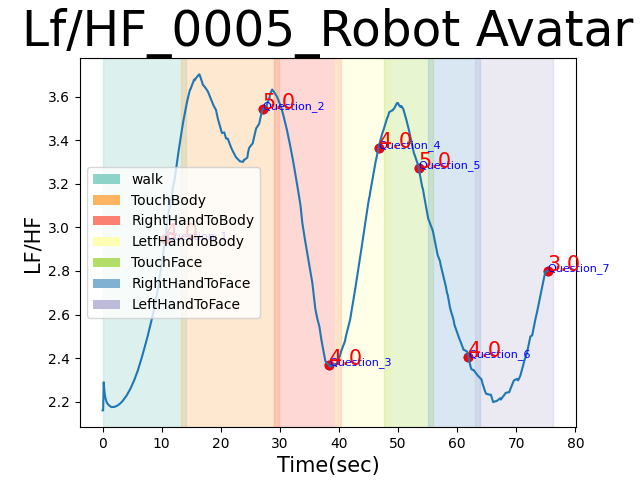 Lf/HF_0005_Robot Avatar
LF/HF
3.6
3.4
3.2
3.0
2.8
2.6
2.4
2.2
5.0
Question_2
4.0
Question_4
5.0
Question_5
3.0
Question_7
4.0
Question_3
4.0
Question_6
walk
TouchBody
RightHandToBody
LetfHandToBody
TouchFace
RightHandToFace
LeftHandToFace
0 10 20 30 40 50 60 70 80
Time(sec)